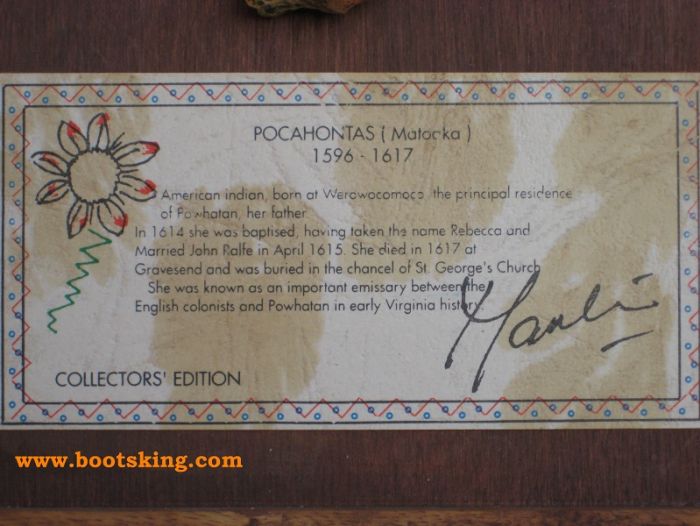 POCAHONTAS ( Matoaka )
1596 - 1617
American indian, born at Werowocomoco, the principal residence
of Powhatan, her father.
In 1614 she was baptised, having taken the name Rebecca and
Married John Ralfe in April 1615. She died in 1617 at
Gravesend and was buried in the chancel of St. George's Church
She was known as an important emissary between the
English colonists and Powhatan in early Virginia history.
COLLECTORS' EDITION
www.bootsking.com